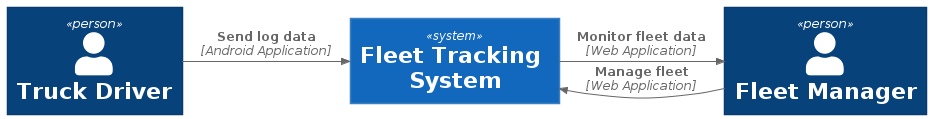 «person»
Truck Driver
Send log data
[Android Application]
«system»
Fleet Tracking
System
Monitor fleet data
[Web Application]
Manage fleet
[Web Application]
«person»
Fleet Manager